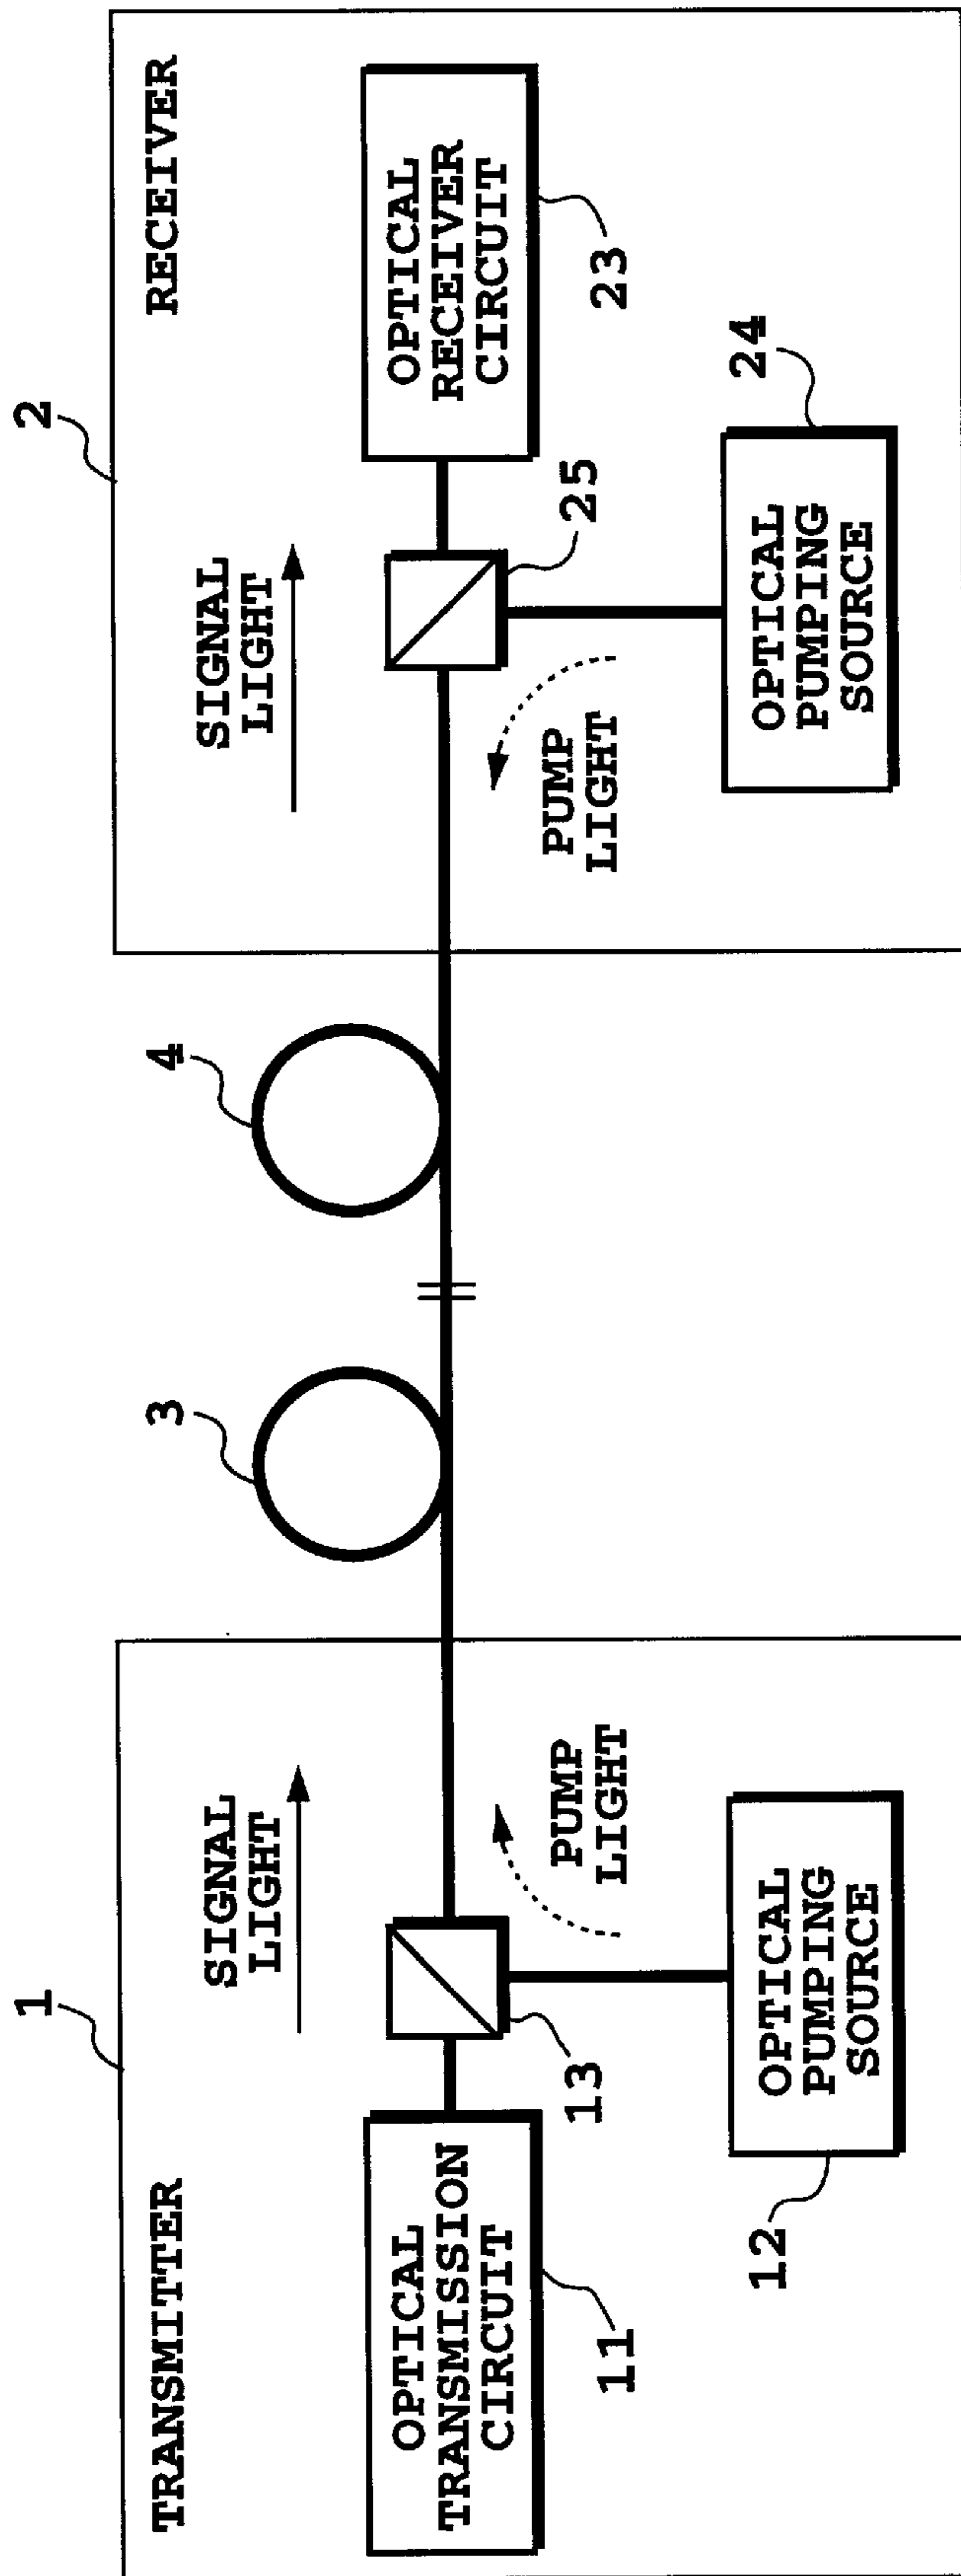 1
TRANSMITTER
SIGNAL
LIGHT
OPTICAL
TRANSMISSION
CIRCUIT
11
13
PUMP
LIGHT
OPTICAL
PUMPING
SOURCE
12
3
4
2
RECEIVER
SIGNAL
LIGHT
OPTICAL
RECEIVER
CIRCUIT
23
25
PUMP
LIGHT
OPTICAL
PUMPING
SOURCE
24